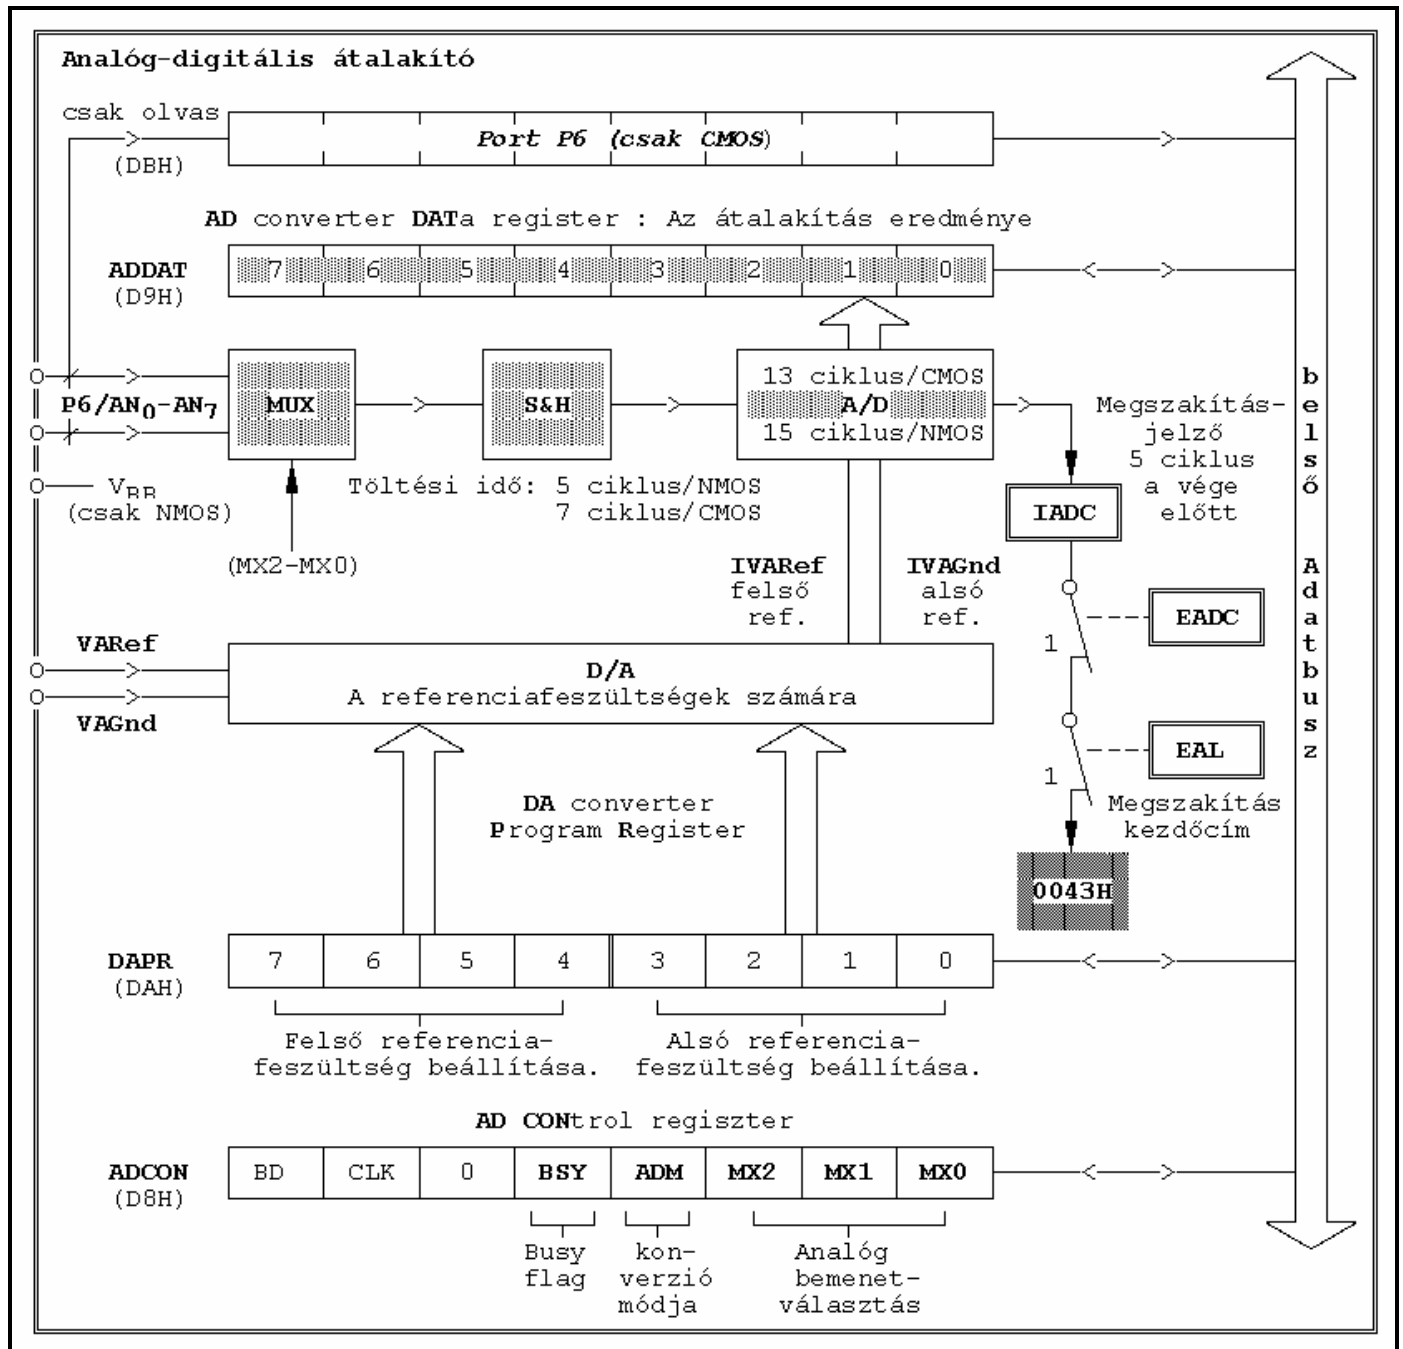 Analóg-digitális átalakító
csak olvas
(DBH)
Port P6 (csak CMOS)
AD converter DATa register : Az átalakítás eredménye
ADDAT
(D9H)
7 6 5 4 3 2 1 0
P6/AN0-AN7
MUX
S&H
13 ciklus/CMOS
A/D
15 ciklus/NMOS
Megszakítás-
jelző
5 ciklus
a vége
előtt
VBB
(csak NMOS)
Töltési idő: 5 ciklus/NMOS
7 ciklus/CMOS
(MX2-MX0)
IADC
IVARef
felső
ref.
IVAGnd
alsó
ref.
EADC
1
VARef
VAGnd
D/A
A referenciafeszültségek számára
EAL
1
Megszakítás
kezdőcím
0043H
DA converter
Program Register
belső Adatbusz
DAPR
(DAH)
7 6 5 4 3 2 1 0
Felső referencia-
feszültség beállítása.
Alsó referencia-
feszültség beállítása.
AD CONtrol regiszter
ADCON
(D8H)
BD CLK 0 BSY ADM MX2 MX1 MX0
Busy
flag
kon-
verzió
módja
Analóg
bemenet-
választás